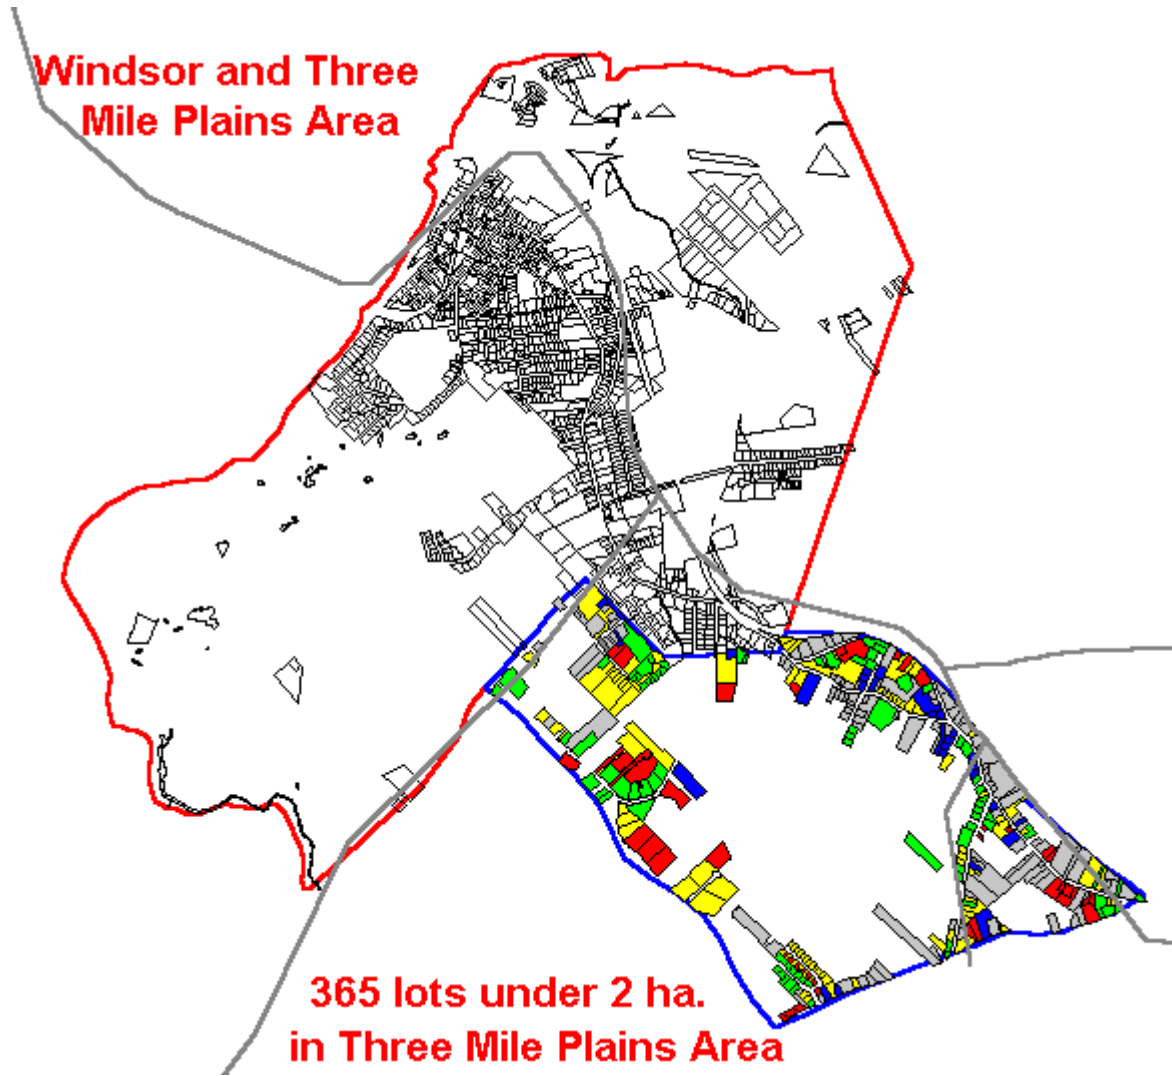 Windsor and Three
Mile Plains Area
365 lots under 2 ha.
in Three Mile Plains Area